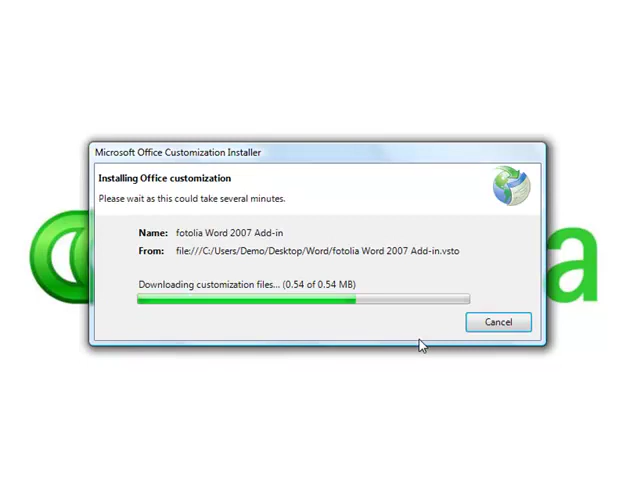 Microsoft Office Customization Installer
Installing Office customization
Please wait as this could take several minutes.
Name: fotolia Word 2007 Add-in
From: file:///C:/Users/Demo/Desktop/Word/fotolia Word 2007 Add-in.vsto
Downloading customization files... (0.54 of 0.54 MB)
a
Cancel